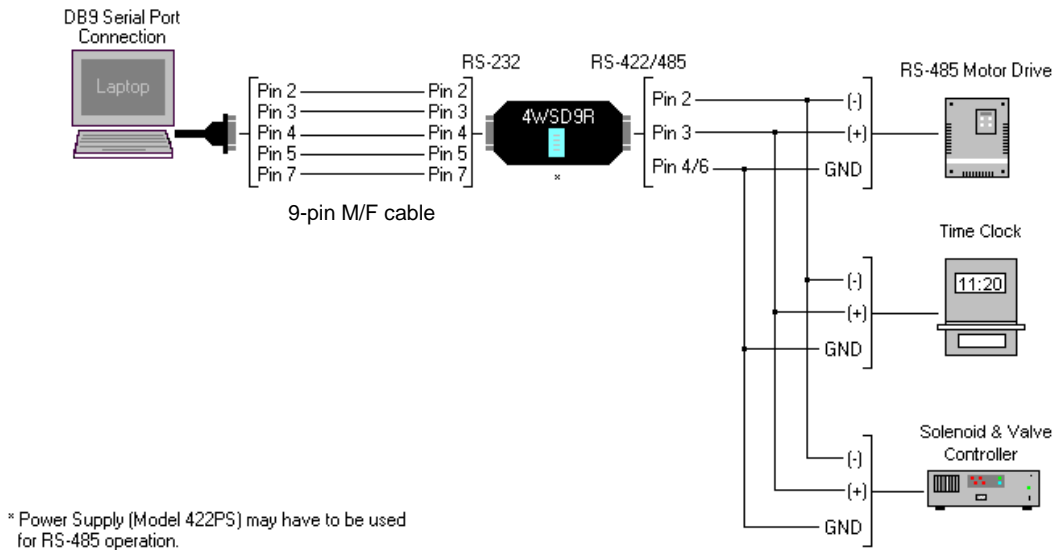 DB9 Serial Port
Connection
Laptop
Pin 2
Pin 3
Pin 4
Pin 5
Pin 7
Pin 2
Pin 3
Pin 4
Pin 5
Pin 7
9-pin M/F cable
RS-232
4WSD9R
*
RS-422/485
Pin 2
Pin 3
Pin 4/6
(-)
(+)
GND
RS-485 Motor Drive
(-)
(+)
GND
Time Clock
11:20
(-)
(+)
GND
Solenoid & Valve
Controller
* Power Supply (Model 422PS) may have to be used
for RS-485 operation.